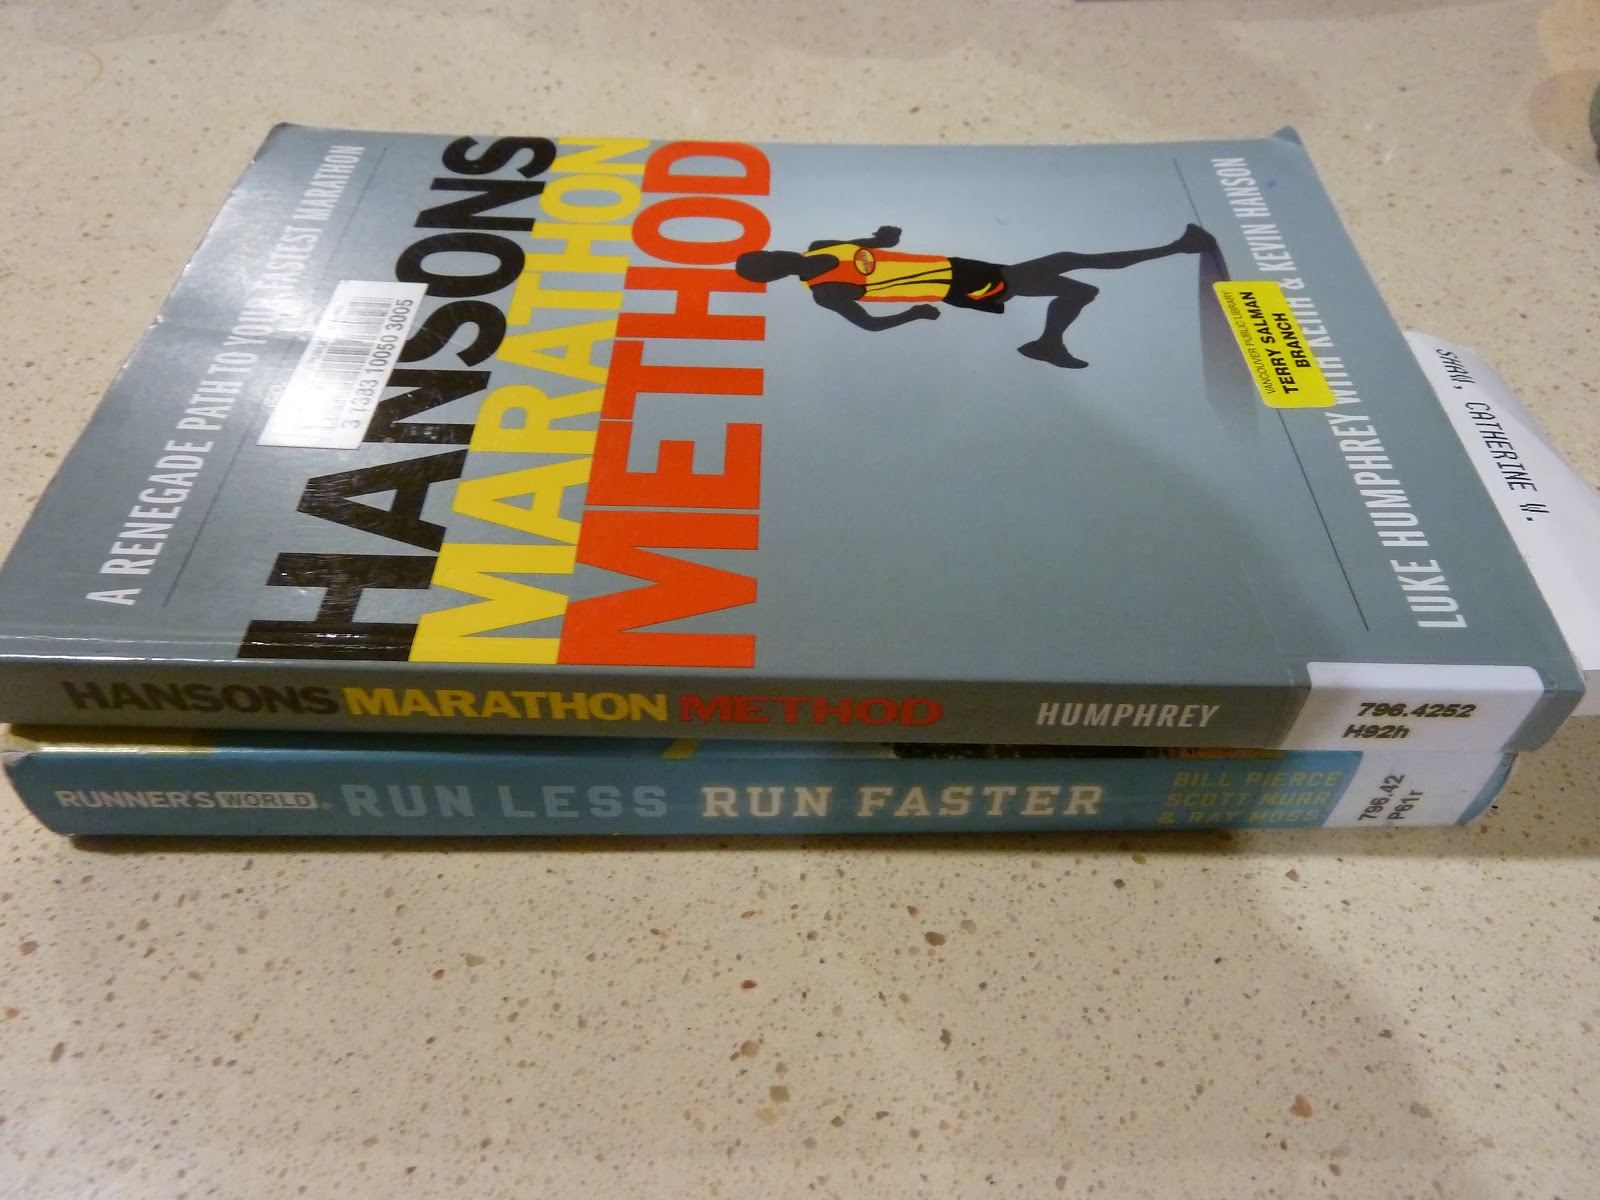 A RENEGADE PATH TO YOUR FASTEST MARATHON
HANSONS
MARATHON
METHOD
3 1383 10050 3005
VANCOUVER PUBLIC LIBRARY
TERRY SALMAN
BRANCH
LUKE HUMPHREY WITH KEITH & KEVIN HANSON
SHAW, CATHERINE W.
HANSONS MARATHON METHOD HUMPHREY
796.4252
H92h
RUNNER'S WORLD® RUN LESS RUN FASTER
BILL PIERCE
SCOTT MURR
& RAY MOSS
796.42
P61r